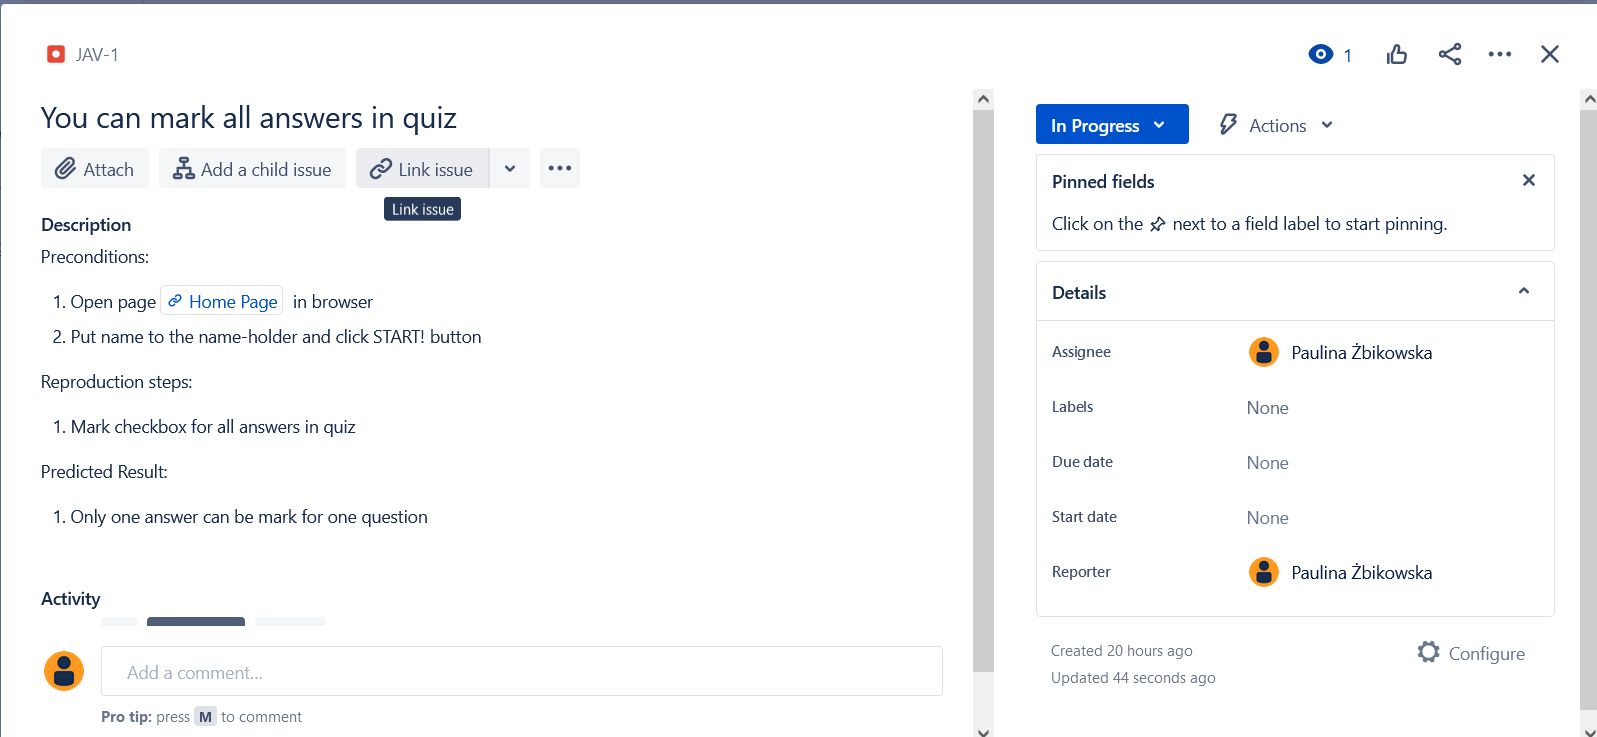 JAV-1
1
You can mark all answers in quiz
Attach
Add a child issue
Link issue
Link issue
Description
Preconditions:
1. Open page Home Page in browser
2. Put name to the name-holder and click START! button
Reproduction steps:
1. Mark checkbox for all answers in quiz
Predicted Result:
1. Only one answer can be mark for one question
Activity
Add a comment...
Pro tip: press M to comment
In Progress
Actions
Pinned fields
Click on the next to a field label to start pinning.
Details
Assignee Paulina Żbikowska
Labels None
Due date None
Start date None
Reporter Paulina Żbikowska
Created 20 hours ago
Updated 44 seconds ago
Configure